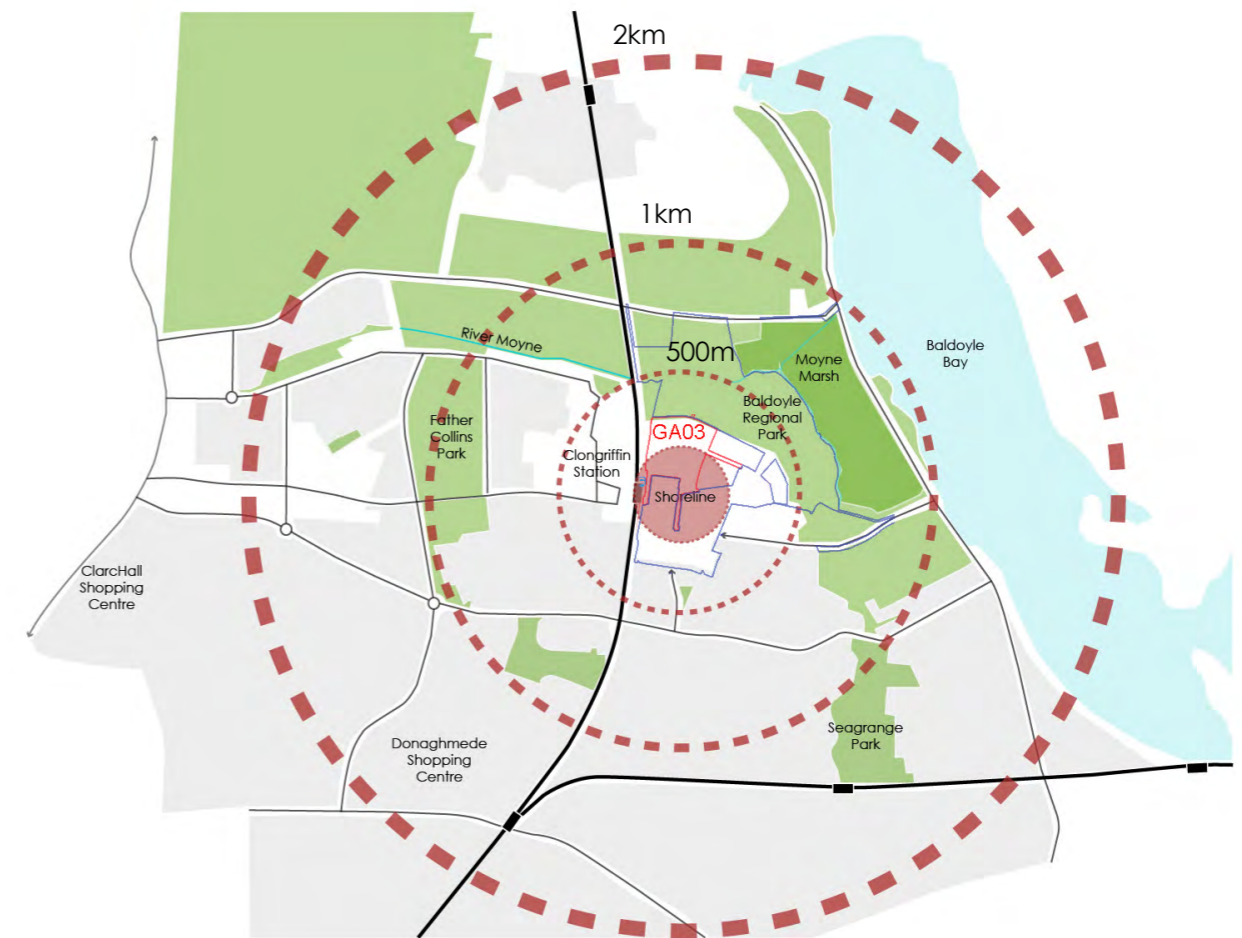 2km
1km
River Moyne
500m
Moyne
Marsh
Baldoyle
Bay
Baldoyle
Regional
Park
Father
Collins
Park
GA03
Clongriffin
Station
Shoreline
ClarcHall
Shopping
Centre
Seagrange
Park
Donaghmede
Shopping
Centre